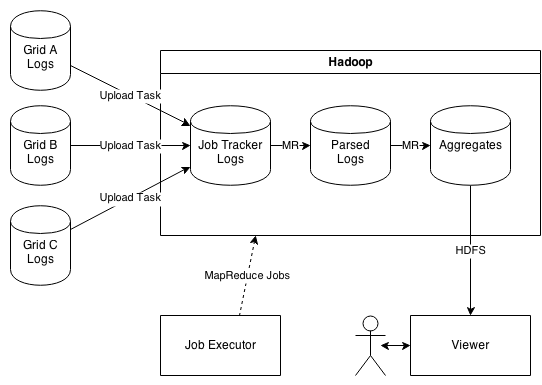 Grid A
Logs
Hadoop
Upload Task
Grid B
Logs
Upload Task
Job Tracker
Logs
MR
Parsed
Logs
MR
Aggregates
Upload Task
Grid C
Logs
HDFS
MapReduce Jobs
Job Executor
Viewer